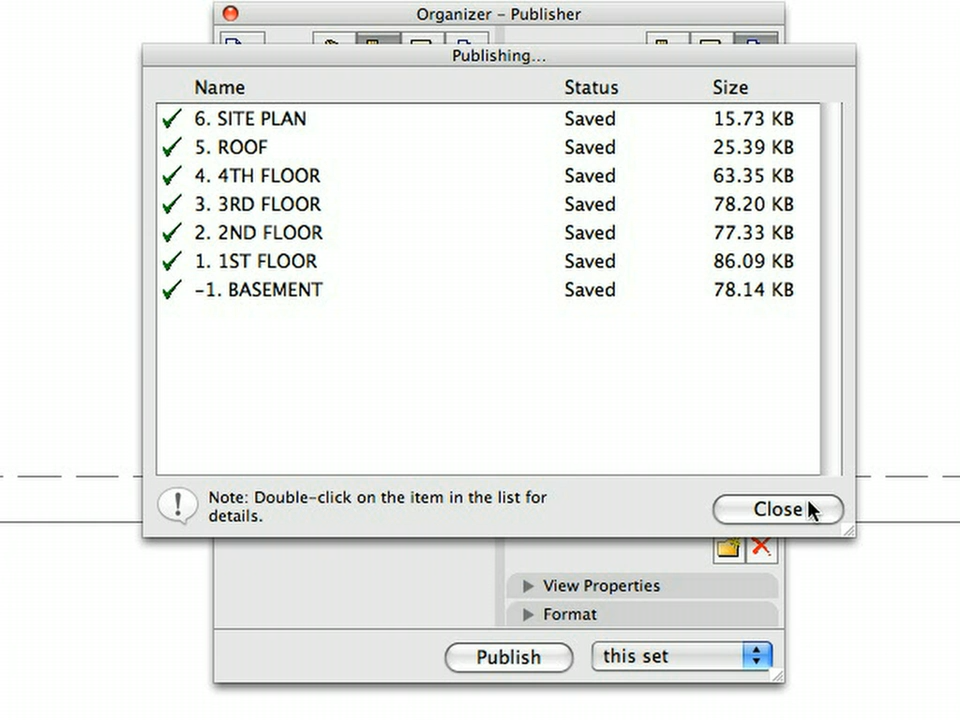 Organizer - Publisher
Publishing...
Name Status Size
6. SITE PLAN Saved 15.73 KB
5. ROOF Saved 25.39 KB
4. 4TH FLOOR Saved 63.35 KB
3. 3RD FLOOR Saved 78.20 KB
2. 2ND FLOOR Saved 77.33 KB
1. 1ST FLOOR Saved 86.09 KB
-1. BASEMENT Saved 78.14 KB
Note: Double-click on the item in the list for
details.
Close
View Properties
Format
Publish this set